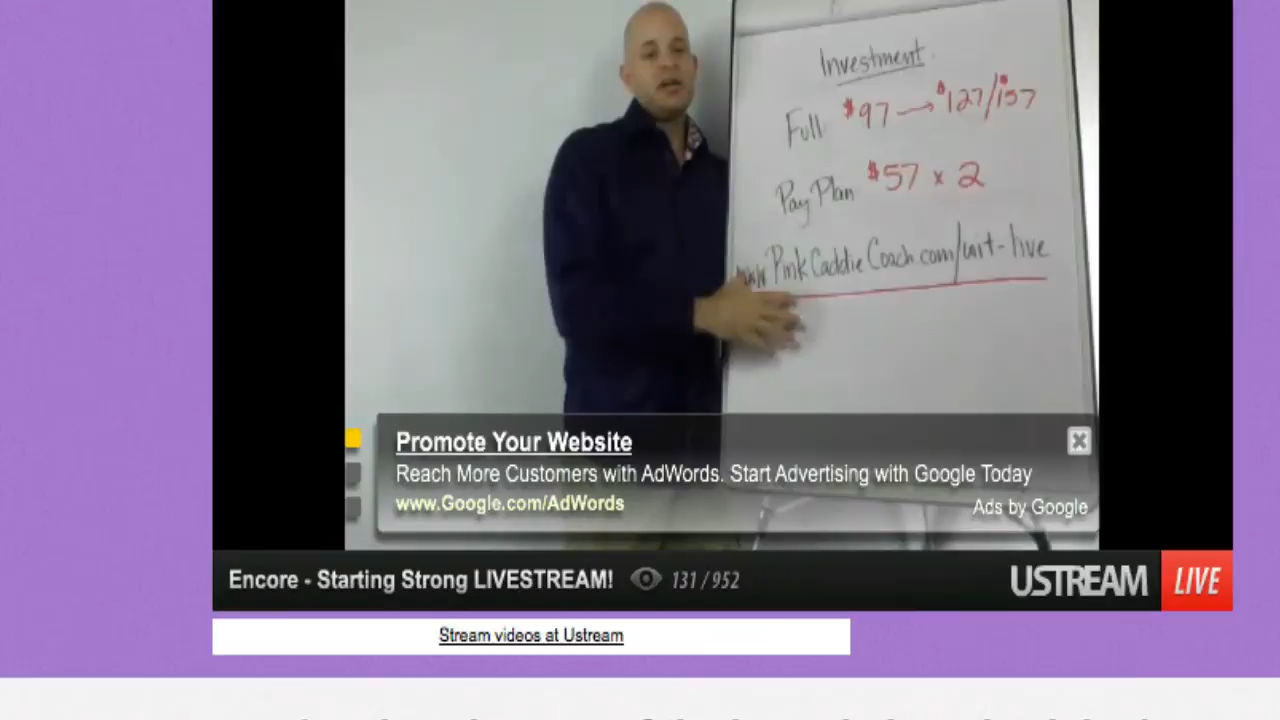 Investment.
Full $97 → $127/157
Pay Plan $57 x 2
www.PinkCaddieCoach.com/wit-live
Promote Your Website
Reach More Customers with AdWords. Start Advertising with Google Today
www.Google.com/AdWords
Ads by Google
Encore - Starting Strong LIVESTREAM! 131 / 952
USTREAM LIVE
Stream videos at Ustream